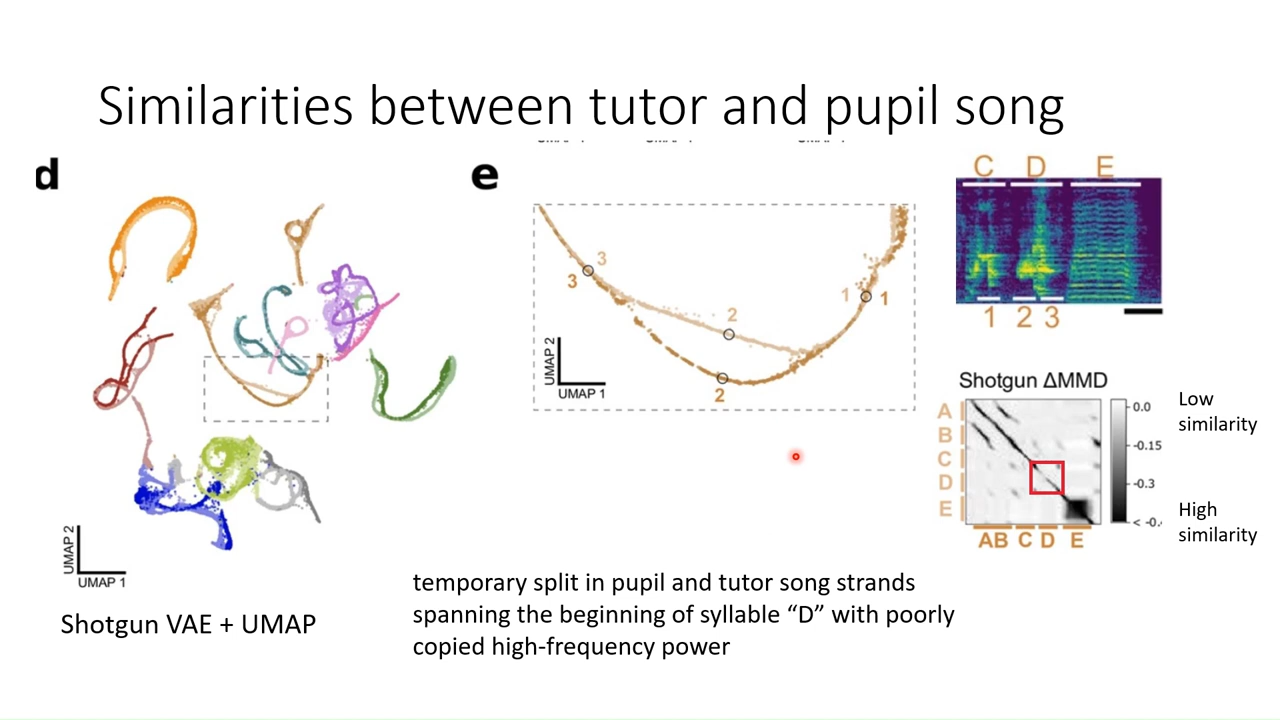 Similarities between tutor and pupil song
d
e
C D E
1 2 3
3
3
2
2
1
1
UMAP 2
UMAP 1
UMAP 2
UMAP 1
Shotgun ΔMMD
A
B
C
D
E
AB C D E
0.0
-0.15
-0.3
< -0.
Low
similarity
High
similarity
Shotgun VAE + UMAP
temporary split in pupil and tutor song strands
spanning the beginning of syllable “D” with poorly
copied high-frequency power